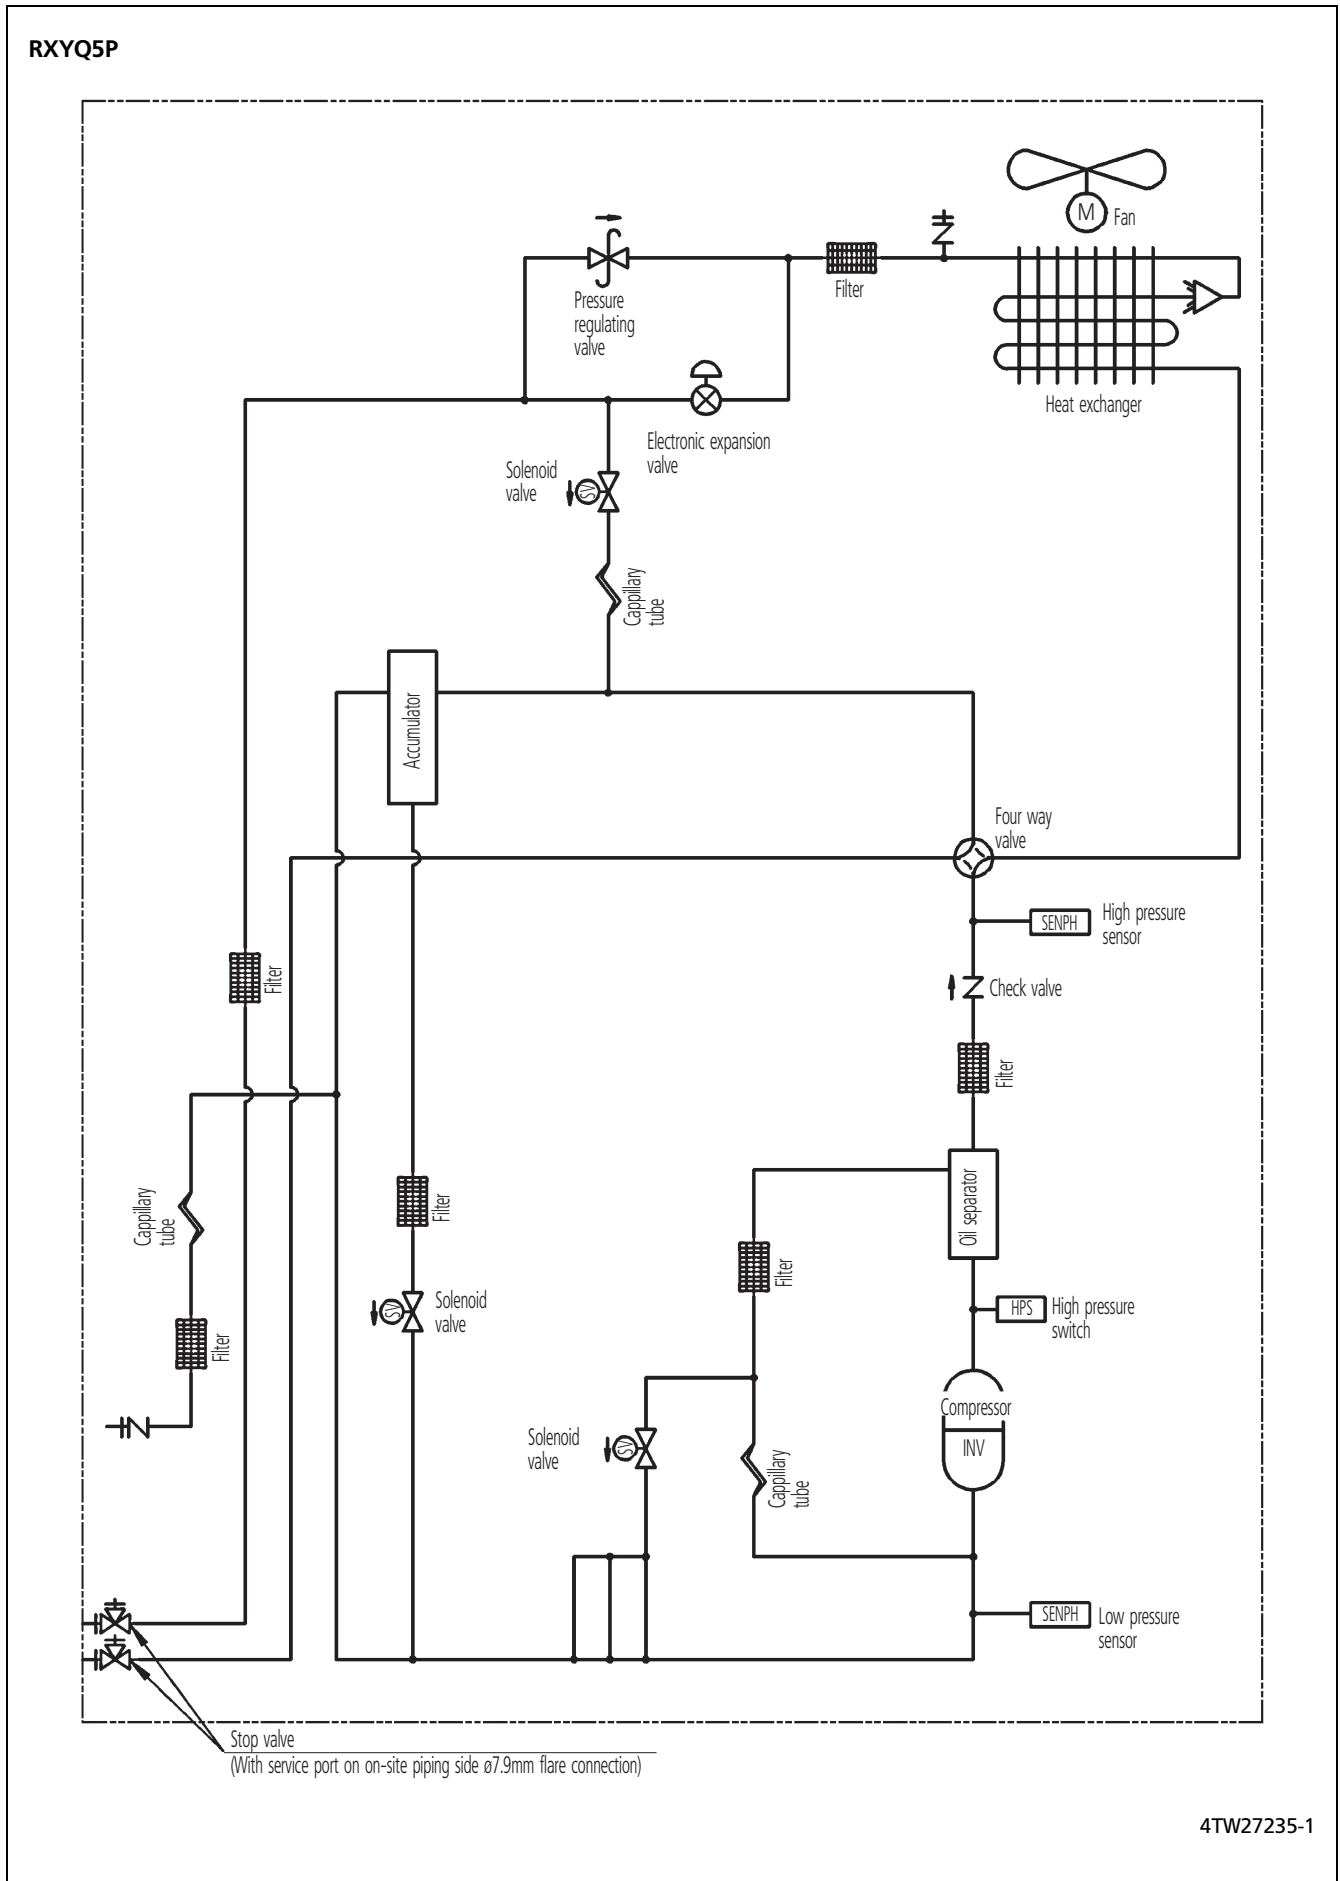 RXYQ5P
M
Fan
Pressure
regulating
valve
Filter
Heat exchanger
Electronic expansion
valve
Solenoid
valve
SV
Cappillary
tube
Accumulator
Four way
valve
SENPH
High pressure
sensor
Filter
Check valve
Filter
Cappillary
tube
Filter
Oil separator
Filter
SV
Solenoid
valve
HPS
High pressure
switch
Filter
Compressor
INV
Solenoid
valve
SV
Cappillary
tube
SENPH
Low pressure
sensor
Stop valve
(With service port on on-site piping side ø7.9mm flare connection)
4TW27235-1